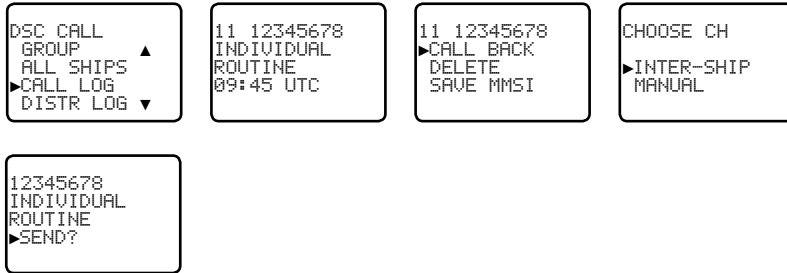 DSC CALL
GROUP ▲
ALL SHIPS
►CALL LOG
DISTR LOG ▼
11 12345678
INDIVIDUAL
ROUTINE
09:45 UTC
11 12345678
►CALL BACK
DELETE
SAVE MMSI
CHOOSE CH
►INTER-SHIP
MANUAL
12345678
INDIVIDUAL
ROUTINE
►SEND?